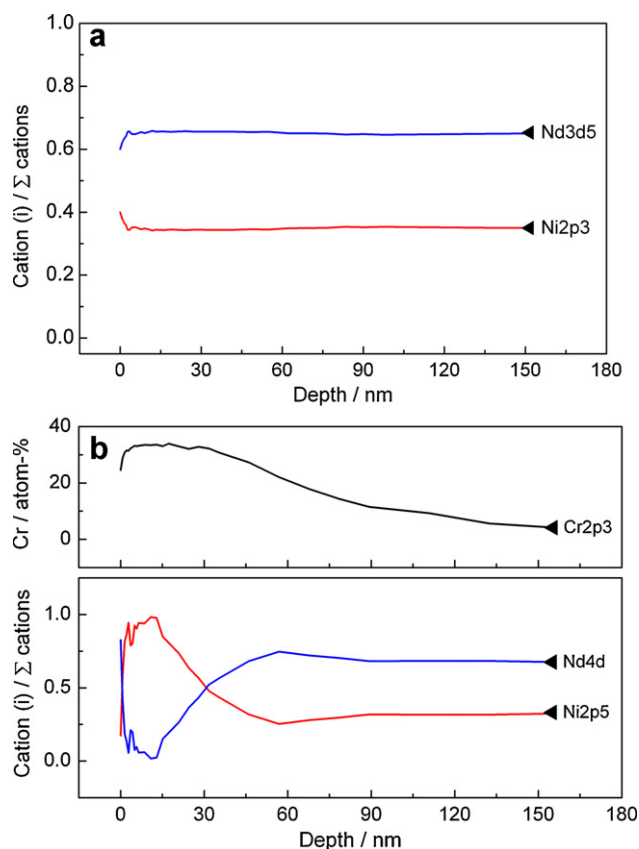 a
Cation (i) / Σ cations
1.0
0.8
0.6
0.4
0.2
0.0
Nd3d5
Ni2p3
0 30 60 90 120 150 180
Depth / nm
b
Cr / atom-%
40
20
0
Cr2p3
Cation (i) / Σ cations
1.0
0.5
0.0
Nd4d
Ni2p5
0 30 60 90 120 150 180
Depth / nm